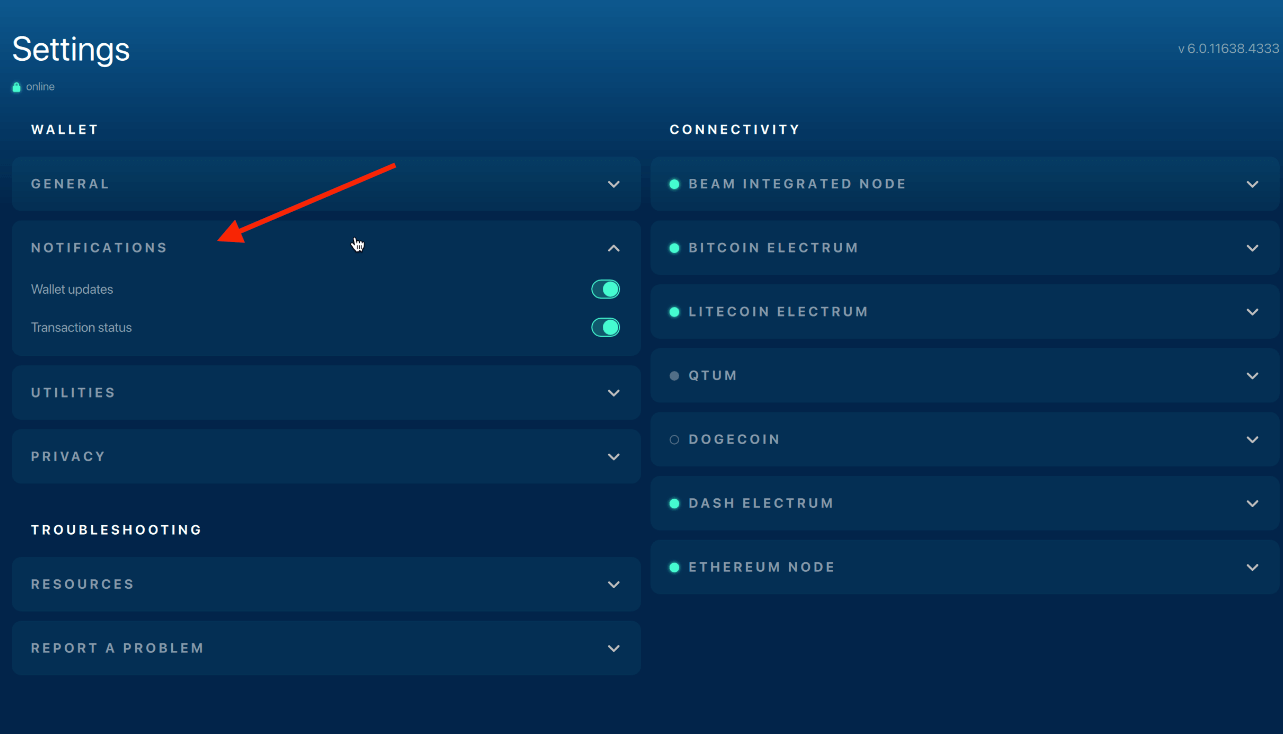 Settings
v 6.0.11638.4333
online
WALLET
GENERAL
NOTIFICATIONS
Wallet updates
Transaction status
UTILITIES
PRIVACY
TROUBLESHOOTING
RESOURCES
REPORT A PROBLEM
CONNECTIVITY
BEAM INTEGRATED NODE
BITCOIN ELECTRUM
LITECOIN ELECTRUM
QTUM
DOGECOIN
DASH ELECTRUM
ETHEREUM NODE